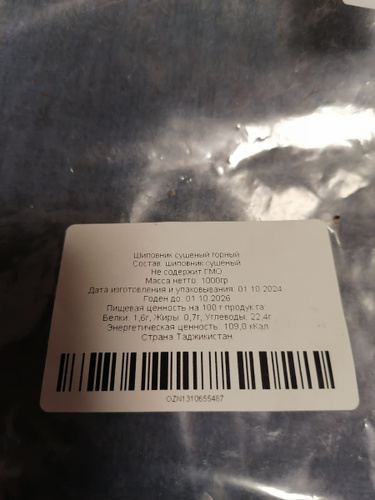 Шиповник сушеный горный
Состав: шиповник сушеный
Не содержит ГМО
Масса нетто: 1000гр
Дата изготовления и упаковывания: 01.10.2024
Годен до: 01.10.2026
Пищевая ценность на 100 г продукта:
Белки: 1,6г, Жиры: 0,7г, Углеводы: 22,4г
Энергетическая ценность: 109,0 кКал
Страна Таджикистан
OZN1310655467